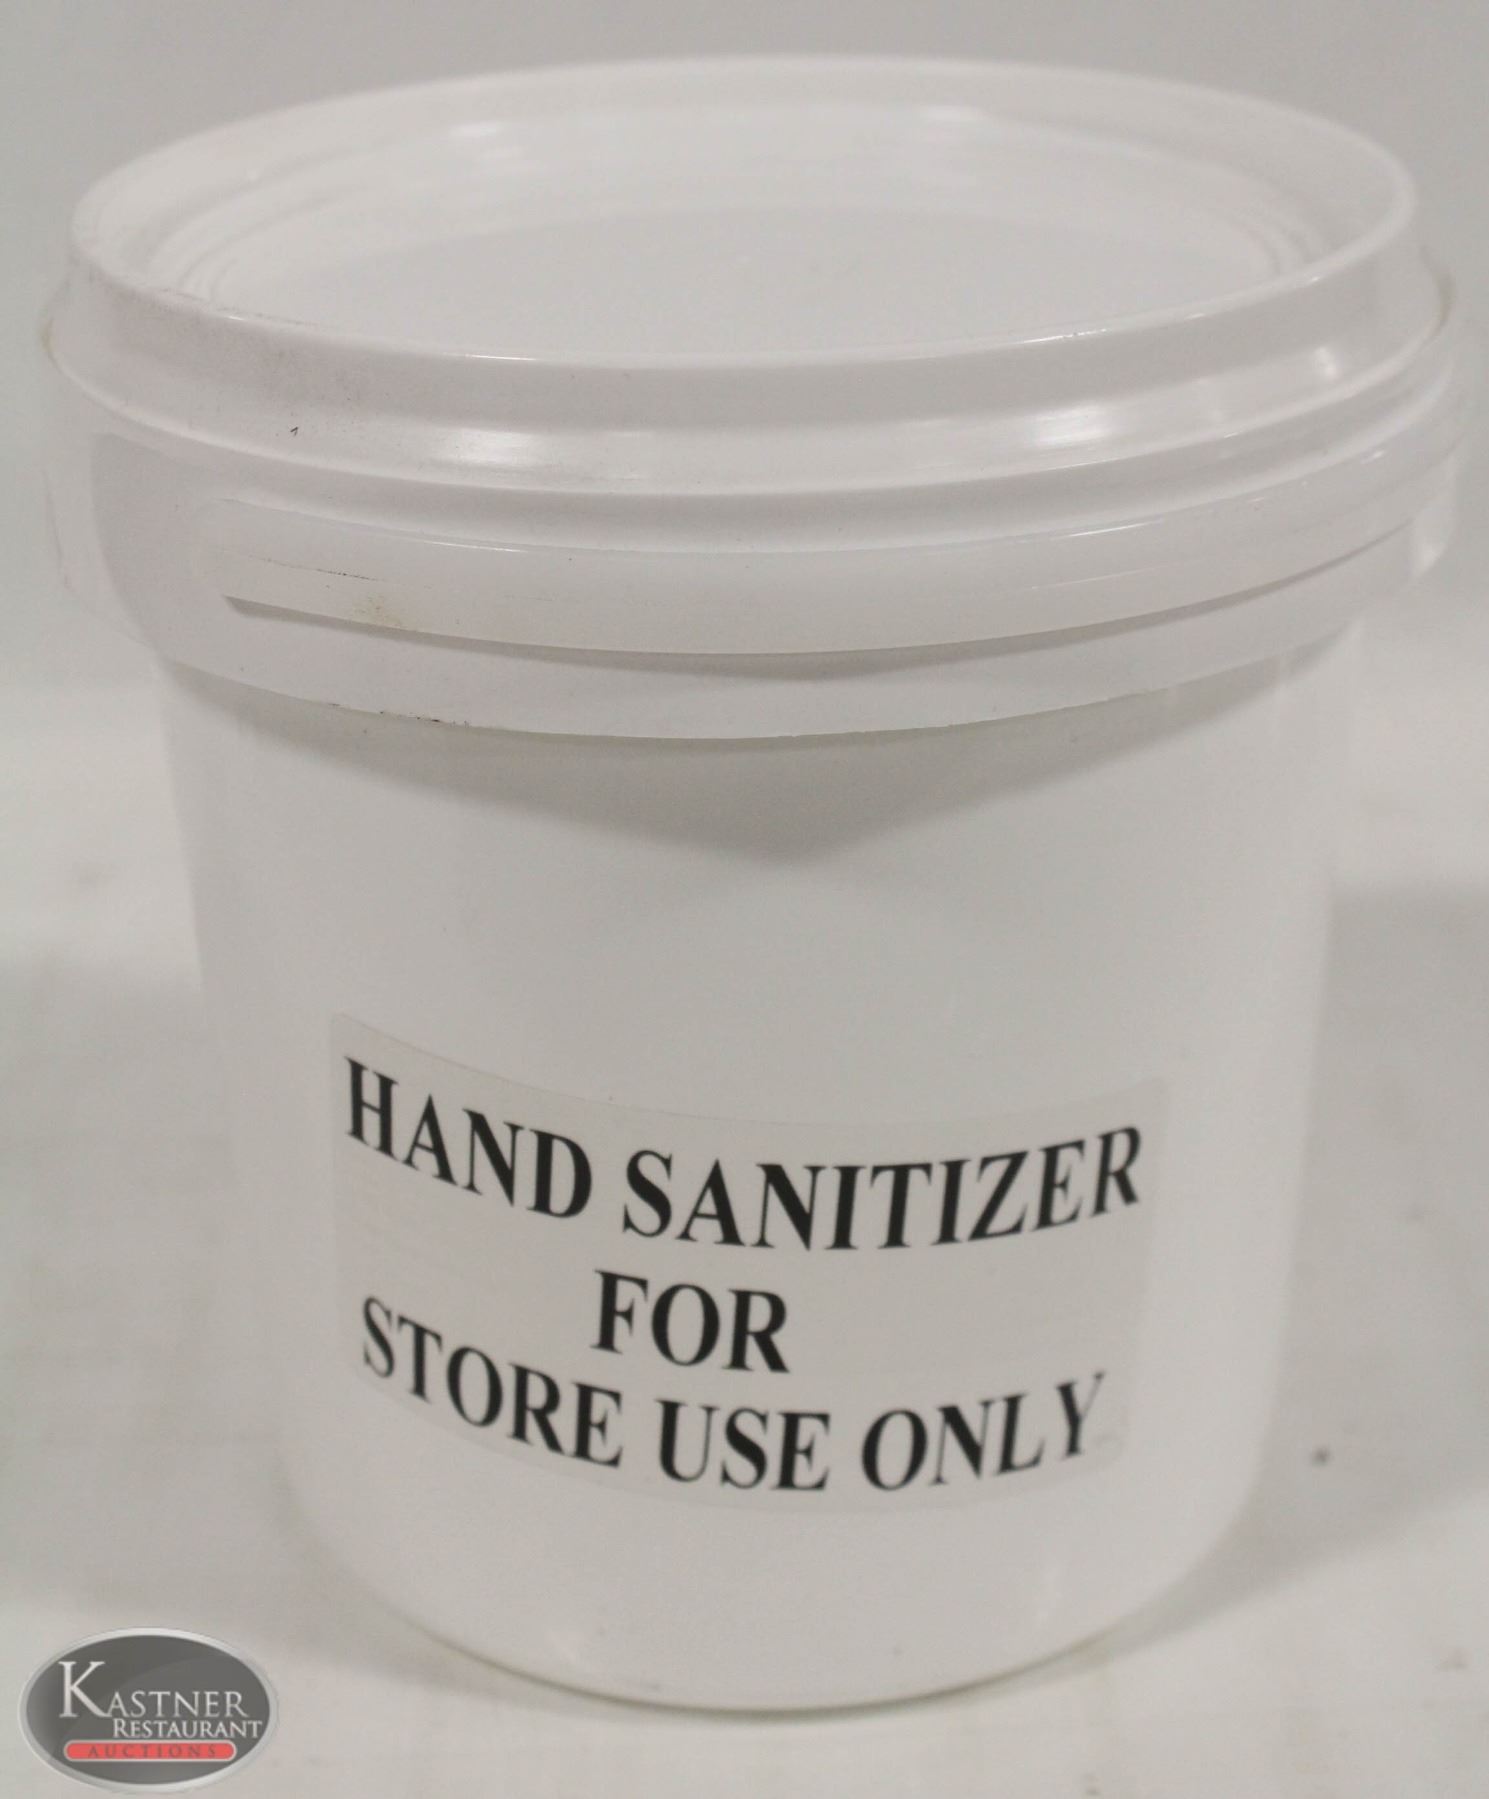 HAND SANITIZER
FOR
STORE USE ONLY
KASTNER
RESTAURANT
AUCTIONS